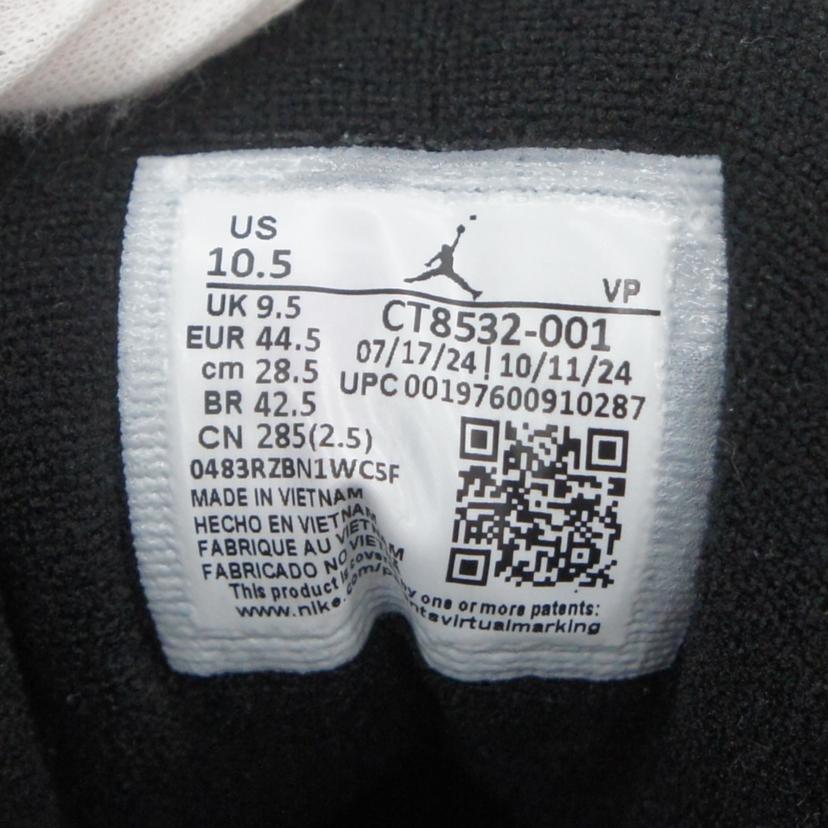 US
10.5
VP
UK 9.5
EUR 44.5
cm 28.5
BR 42.5
CN 285(2.5)
CT8532-001
07/17/24 | 10/11/24
UPC 00197600910287
0483RZBN1WC5F
MADE IN VIETNAM
HECHO EN VIETNAM
FABRIQUE AU VIETNAM
FABRICADO NO VIETNAM
This product is by one or more patents:
www.nike.com/